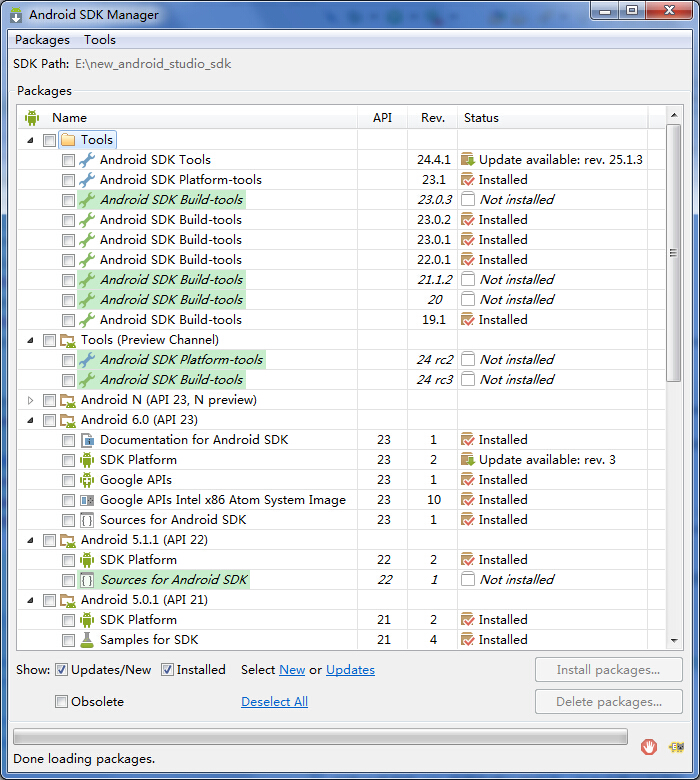 Android SDK Manager
Packages Tools
SDK Path: E:\new_android_studio_sdk
Packages
Name API Rev. Status
Tools
Android SDK Tools 24.4.1 Update available: rev. 25.1.3
Android SDK Platform-tools 23.1 Installed
Android SDK Build-tools 23.0.3 Not installed
Android SDK Build-tools 23.0.2 Installed
Android SDK Build-tools 23.0.1 Installed
Android SDK Build-tools 22.0.1 Installed
Android SDK Build-tools 21.1.2 Not installed
Android SDK Build-tools 20 Not installed
Android SDK Build-tools 19.1 Installed
Tools (Preview Channel)
Android SDK Platform-tools 24 rc2 Not installed
Android SDK Build-tools 24 rc3 Not installed
Android N (API 23, N preview)
Android 6.0 (API 23)
Documentation for Android SDK 23 1 Installed
SDK Platform 23 2 Update available: rev. 3
Google APIs 23 1 Installed
Google APIs Intel x86 Atom System Image 23 10 Installed
Sources for Android SDK 23 1 Installed
Android 5.1.1 (API 22)
SDK Platform 22 2 Installed
Sources for Android SDK 22 1 Not installed
Android 5.0.1 (API 21)
SDK Platform 21 2 Installed
Samples for SDK 21 4 Installed
Show: Updates/New Installed Select New or Updates Install packages...
Obsolete Deselect All Delete packages...
Done loading packages.